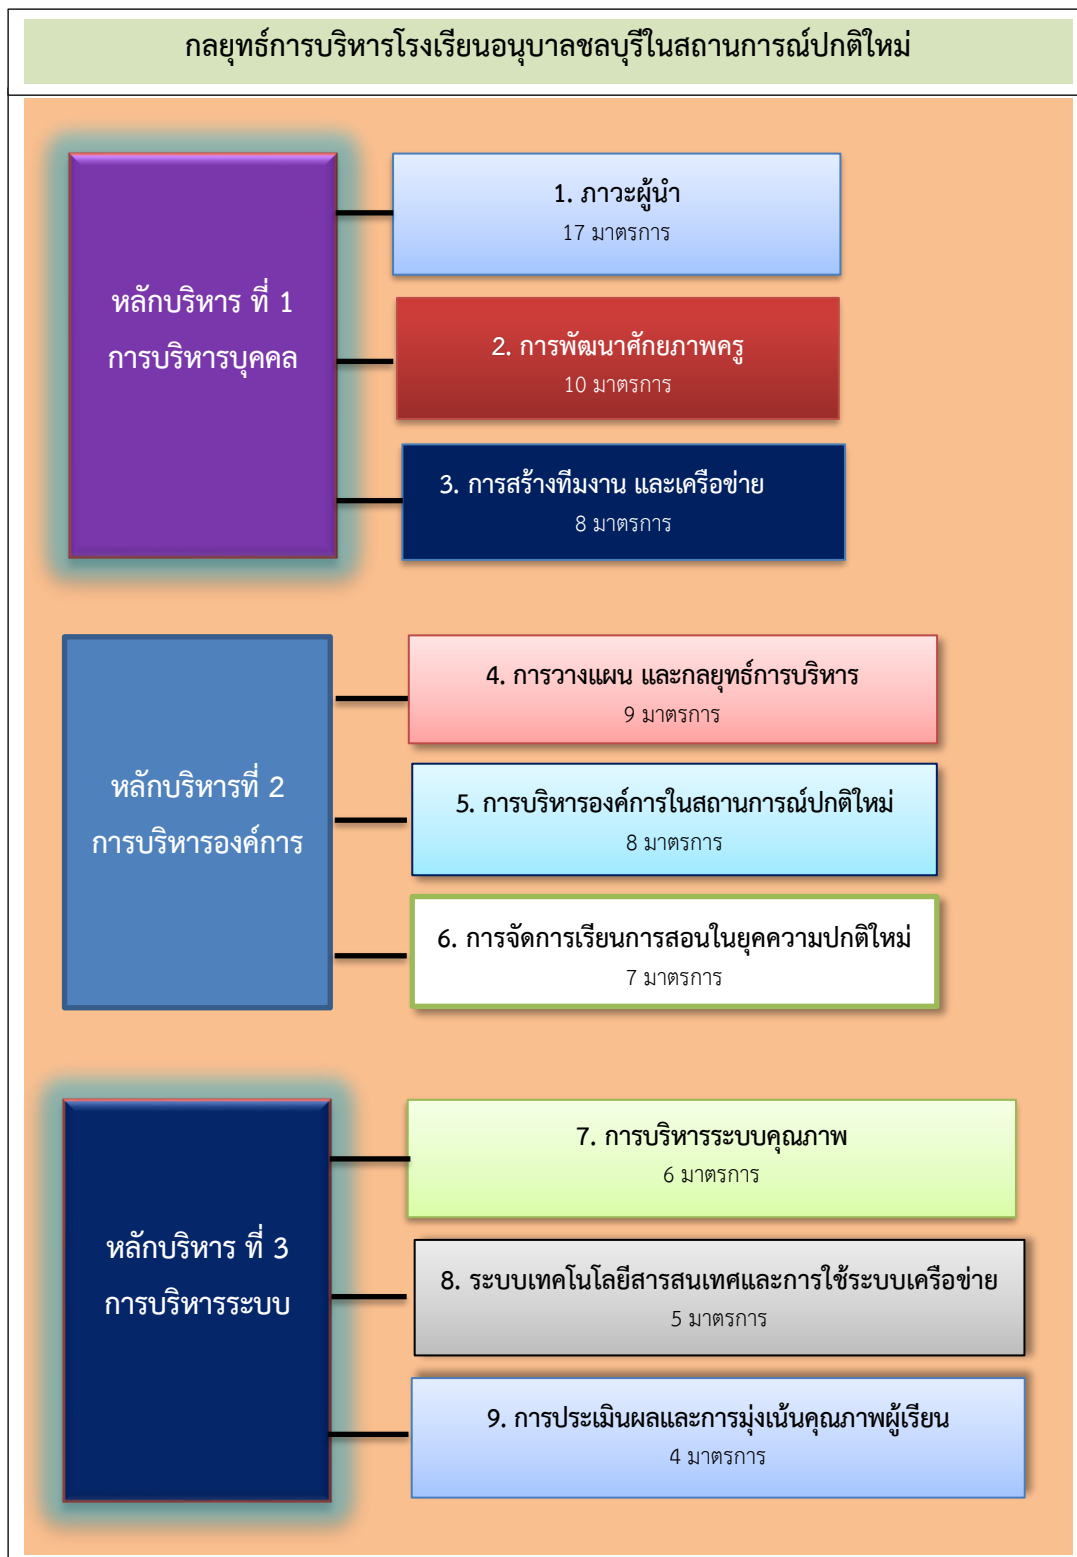 กลยุทธ์การบริหารโรงเรียนอนุบาลชลบุรีในสถานการณ์ปกติใหม่
หลักบริหาร ที่ 1
การบริหารบุคคล
1. ภาวะผู้นำ
17 มาตรการ
2. การพัฒนาศักยภาพครู
10 มาตรการ
3. การสร้างทีมงาน และเครือข่าย
8 มาตรการ
หลักบริหารที่ 2
การบริหารองค์การ
4. การวางแผน และกลยุทธ์การบริหาร
9 มาตรการ
5. การบริหารองค์การในสถานการณ์ปกติใหม่
8 มาตรการ
6. การจัดการเรียนการสอนในยุคความปกติใหม่
7 มาตรการ
หลักบริหาร ที่ 3
การบริหารระบบ
7. การบริหารระบบคุณภาพ
6 มาตรการ
8. ระบบเทคโนโลยีสารสนเทศและการใช้ระบบเครือข่าย
5 มาตรการ
9. การประเมินผลและการมุ่งเน้นคุณภาพผู้เรียน
4 มาตรการ